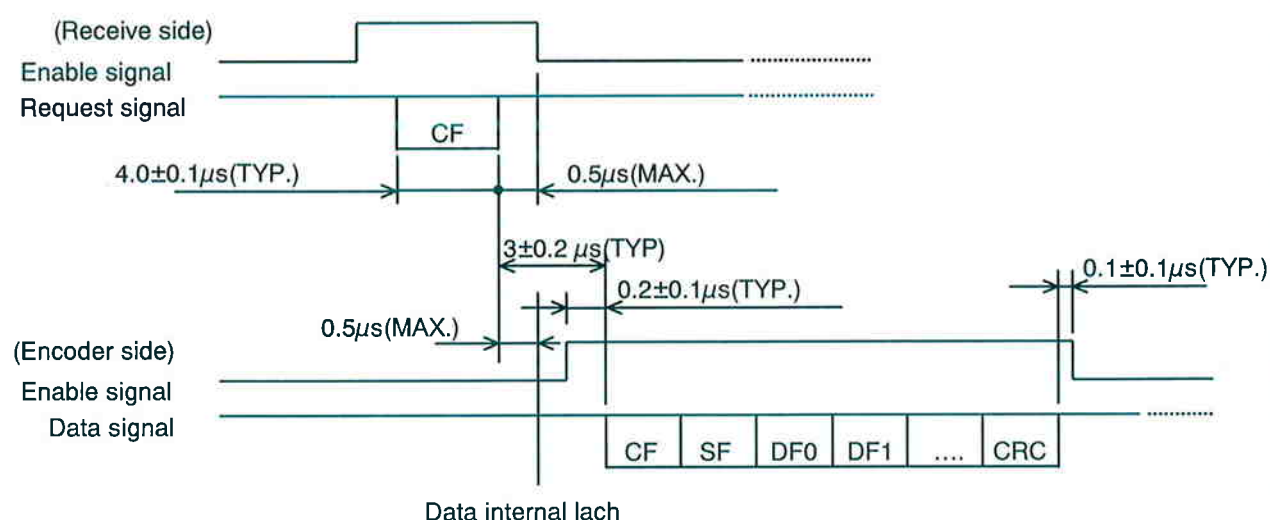 (Receive side)
Enable signal
Request signal
CF
4.0±0.1µs(TYP.)
0.5µs(MAX.)
3±0.2 µs(TYP)
0.1±0.1µs(TYP.)
0.2±0.1µs(TYP.)
0.5µs(MAX.)
(Encoder side)
Enable signal
Data signal
CF SF DF0 DF1 .... CRC
Data internal lach